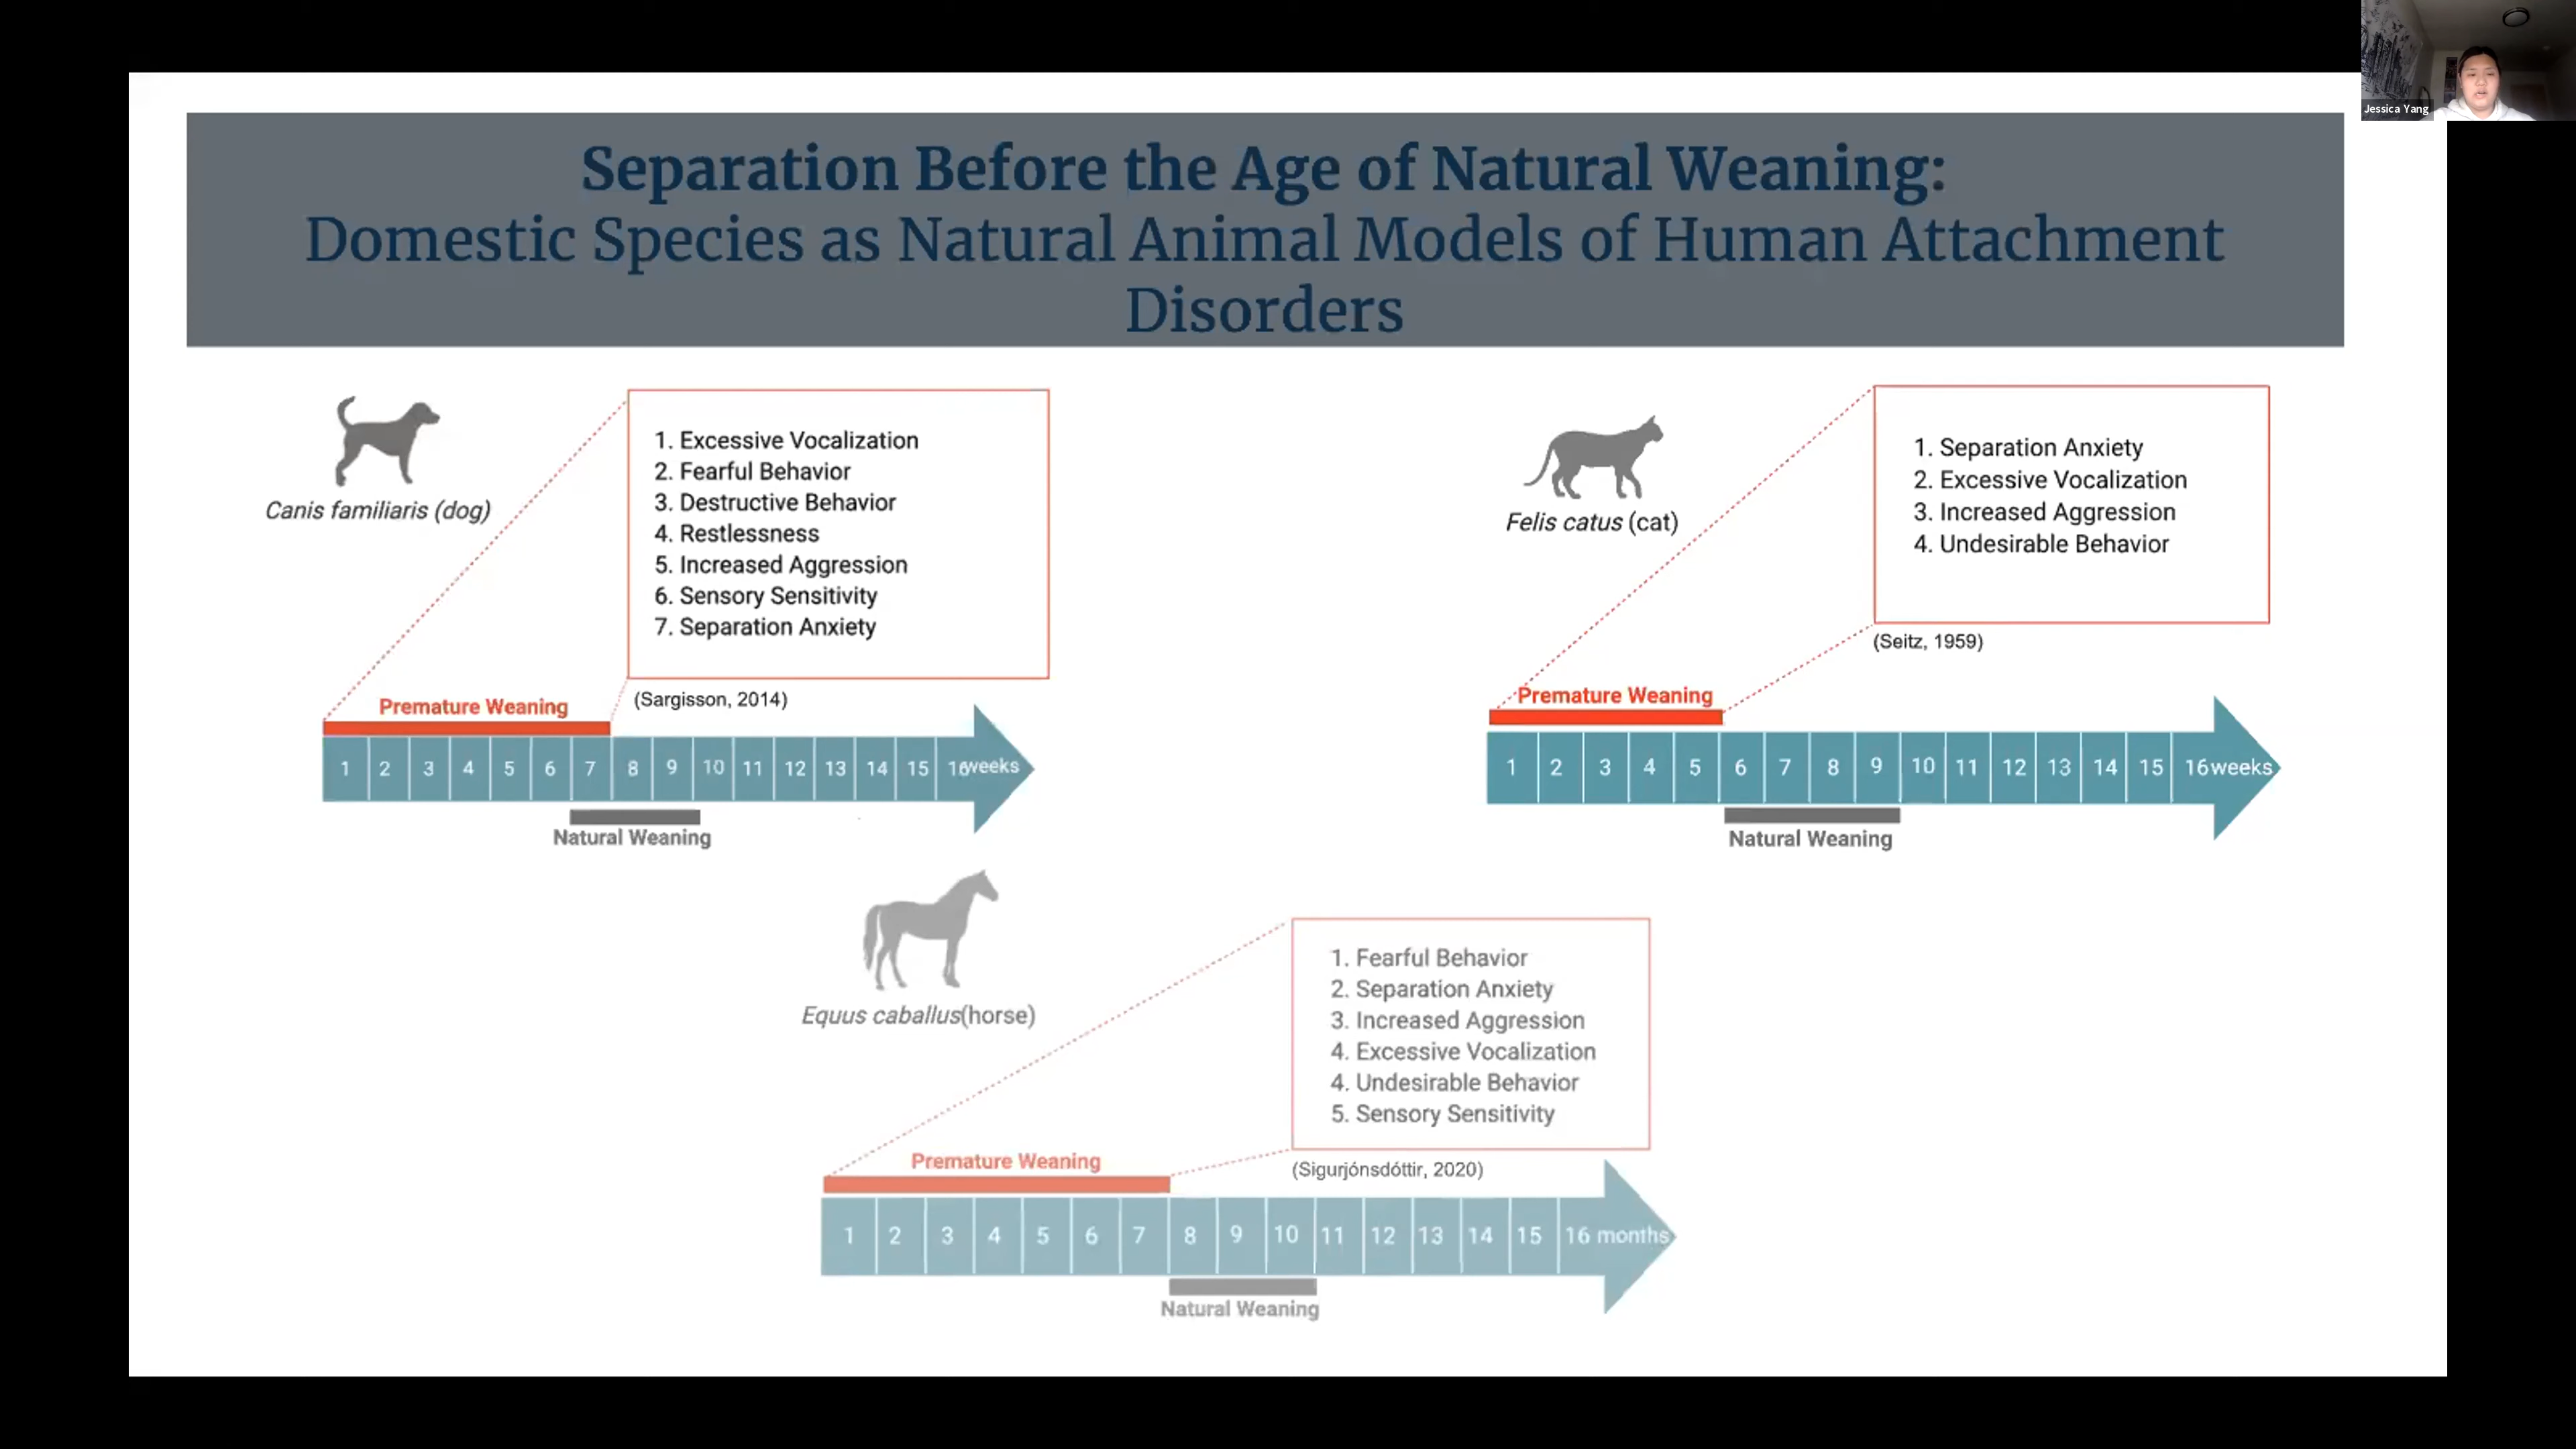 Jessica Yang
Separation Before the Age of Natural Weaning:
Domestic Species as Natural Animal Models of Human Attachment
Disorders
Canis familiaris (dog)
1. Excessive Vocalization
2. Fearful Behavior
3. Destructive Behavior
4. Restlessness
5. Increased Aggression
6. Sensory Sensitivity
7. Separation Anxiety
(Sargisson, 2014)
Premature Weaning
1 2 3 4 5 6 7 8 9 10 11 12 13 14 15 16 weeks
Natural Weaning
Felis catus (cat)
1. Separation Anxiety
2. Excessive Vocalization
3. Increased Aggression
4. Undesirable Behavior
(Seitz, 1959)
Premature Weaning
1 2 3 4 5 6 7 8 9 10 11 12 13 14 15 16 weeks
Natural Weaning
Equus caballus(horse)
1. Fearful Behavior
2. Separation Anxiety
3. Increased Aggression
4. Excessive Vocalization
4. Undesirable Behavior
5. Sensory Sensitivity
(Sigurjónsdóttir, 2020)
Premature Weaning
1 2 3 4 5 6 7 8 9 10 11 12 13 14 15 16 months
Natural Weaning